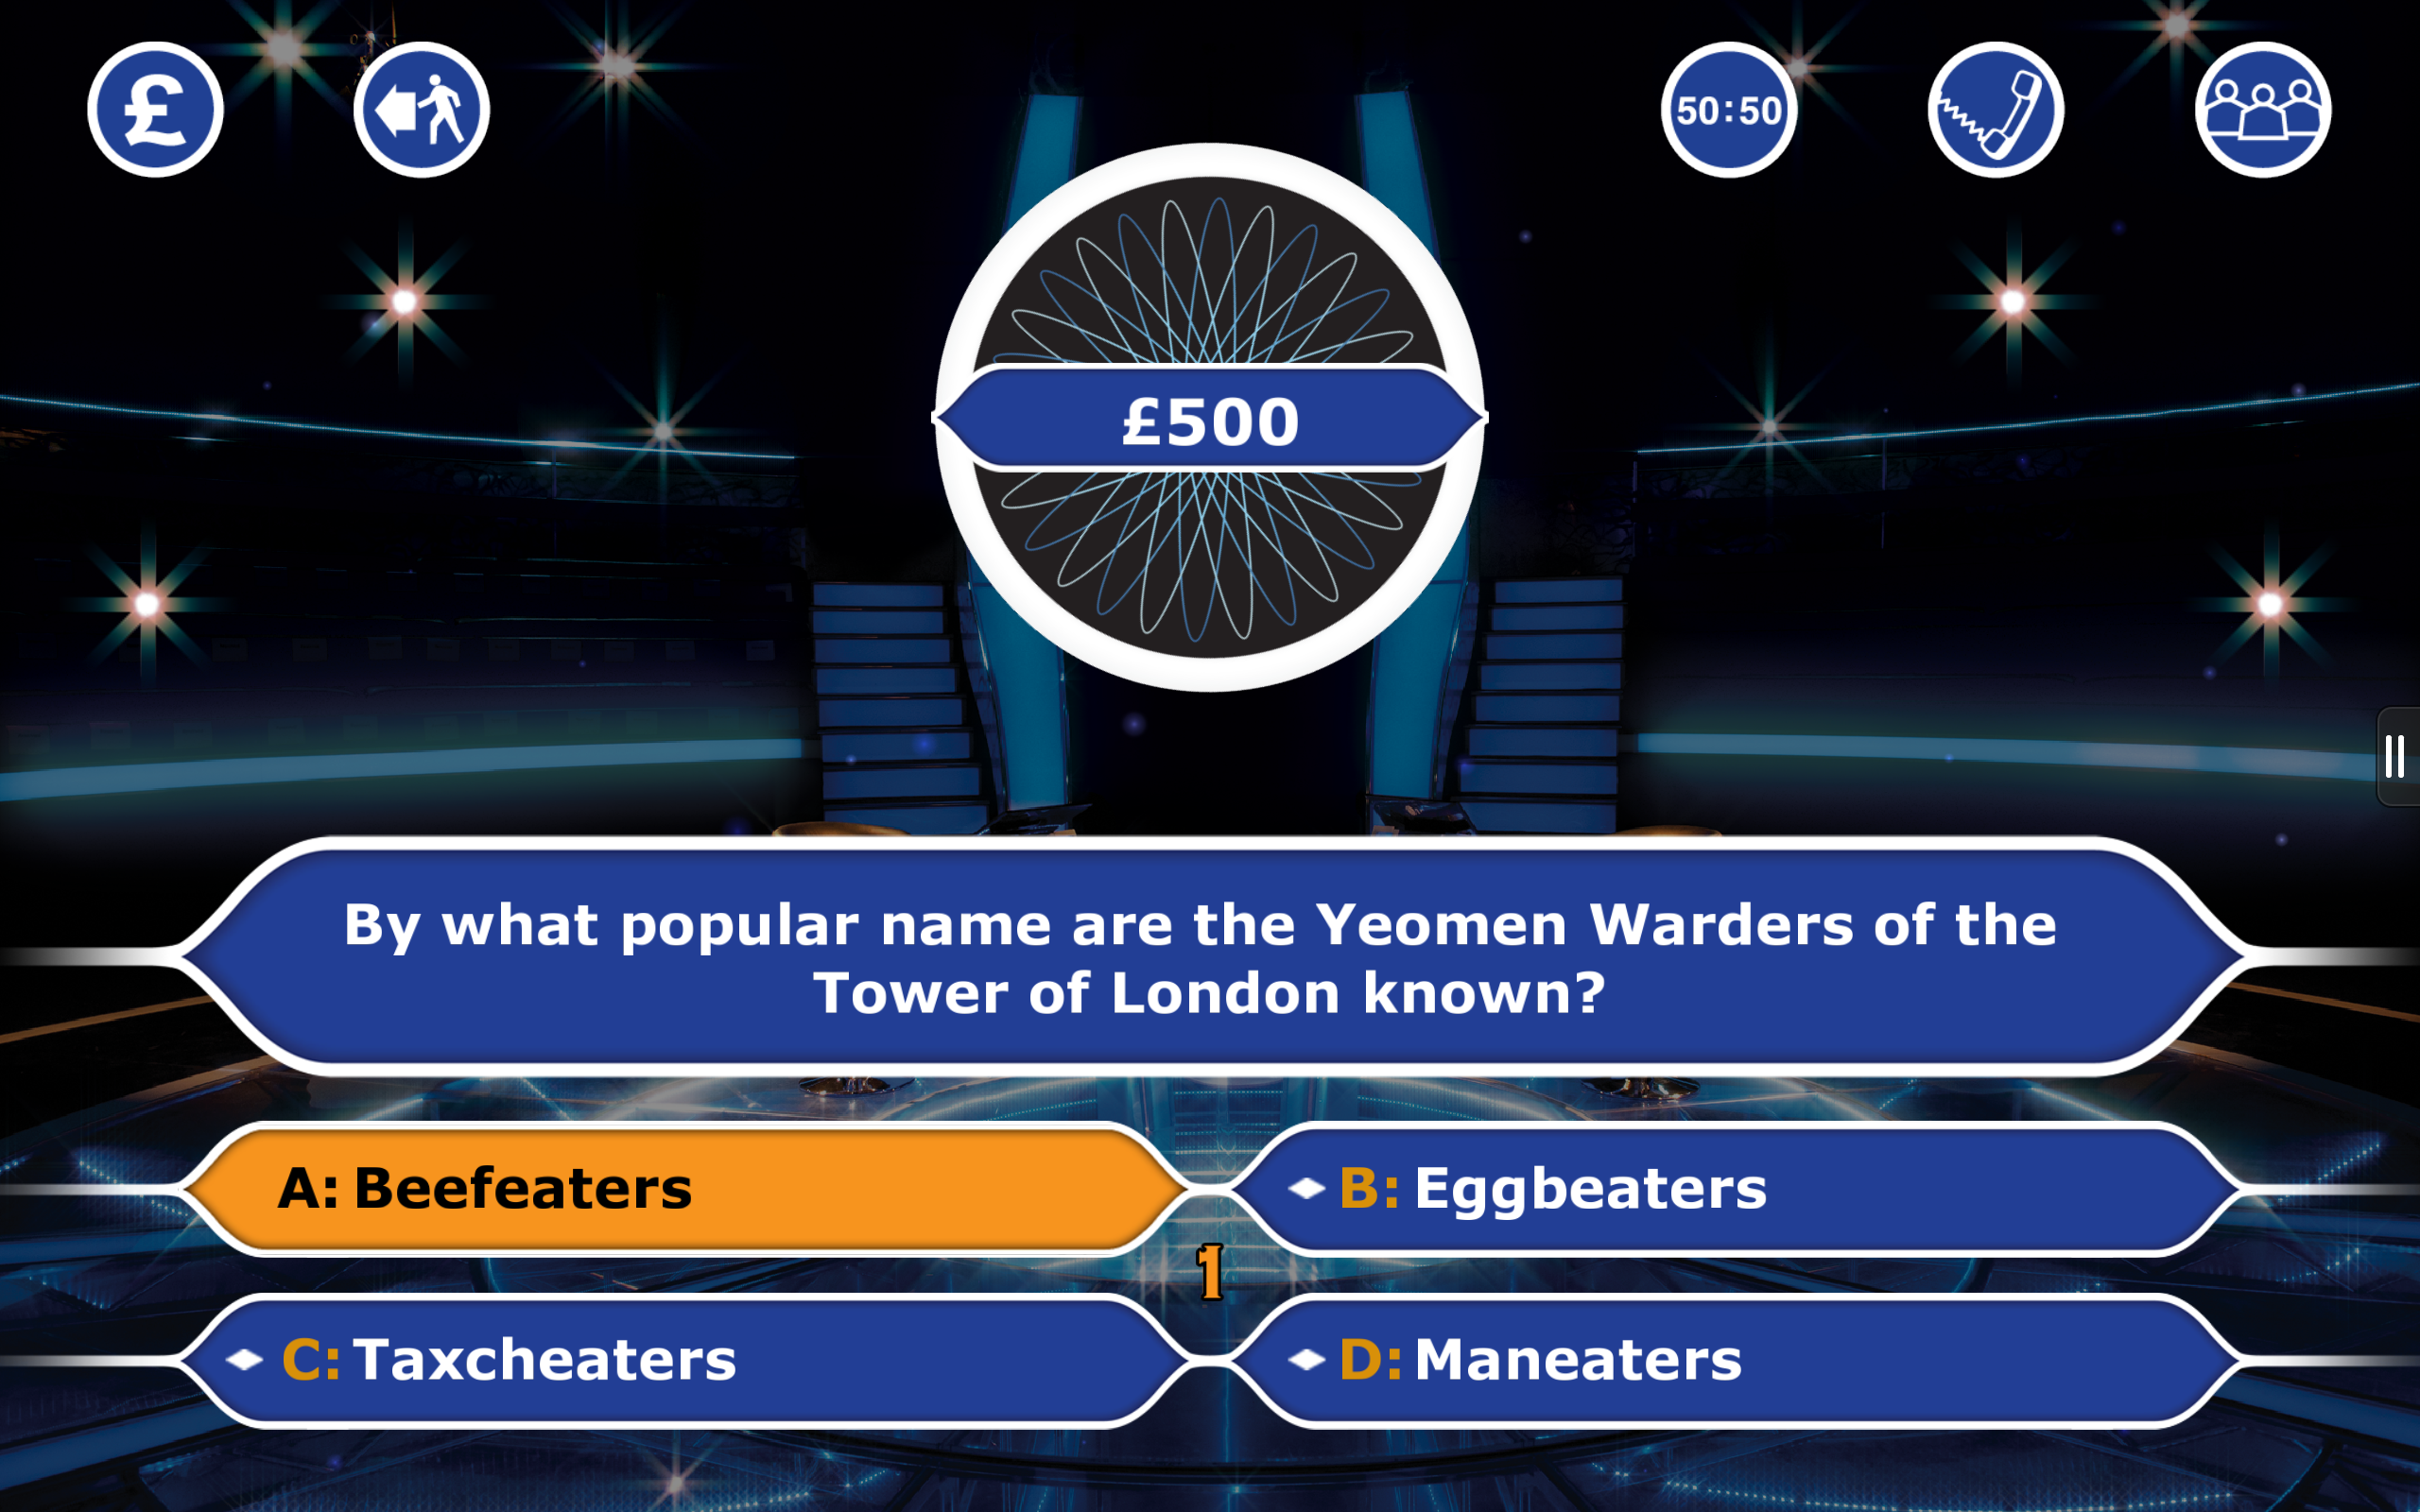 £
50:50
£500
By what popular name are the Yeomen Warders of the
Tower of London known?
A: Beefeaters
B: Eggbeaters
1
C: Taxcheaters
D: Maneaters